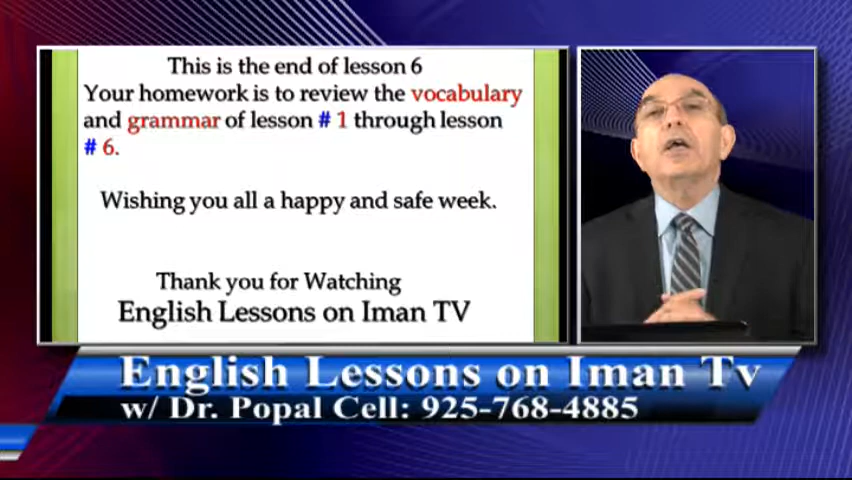 This is the end of lesson 6
Your homework is to review the vocabulary
and grammar of lesson # 1 through lesson
# 6.
Wishing you all a happy and safe week.
Thank you for Watching
English Lessons on Iman TV
English Lessons on Iman Tv
w/ Dr. Popal Cell: 925-768-4885